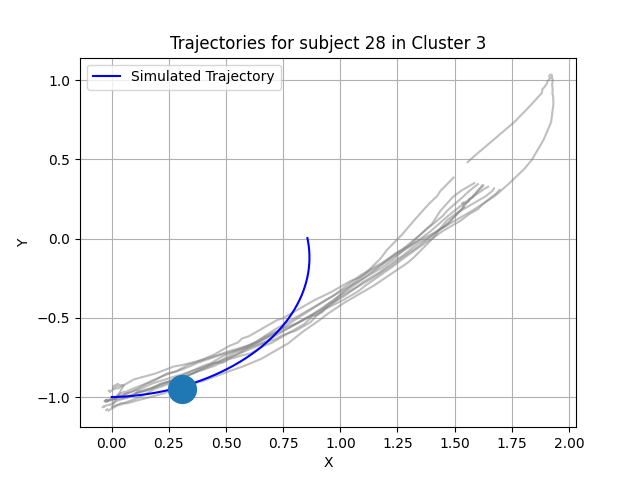 Trajectories for subject 28 in Cluster 3
Simulated Trajectory
1.0
0.5
0.0
−0.5
−1.0
Y
0.00 0.25 0.50 0.75 1.00 1.25 1.50 1.75 2.00
X